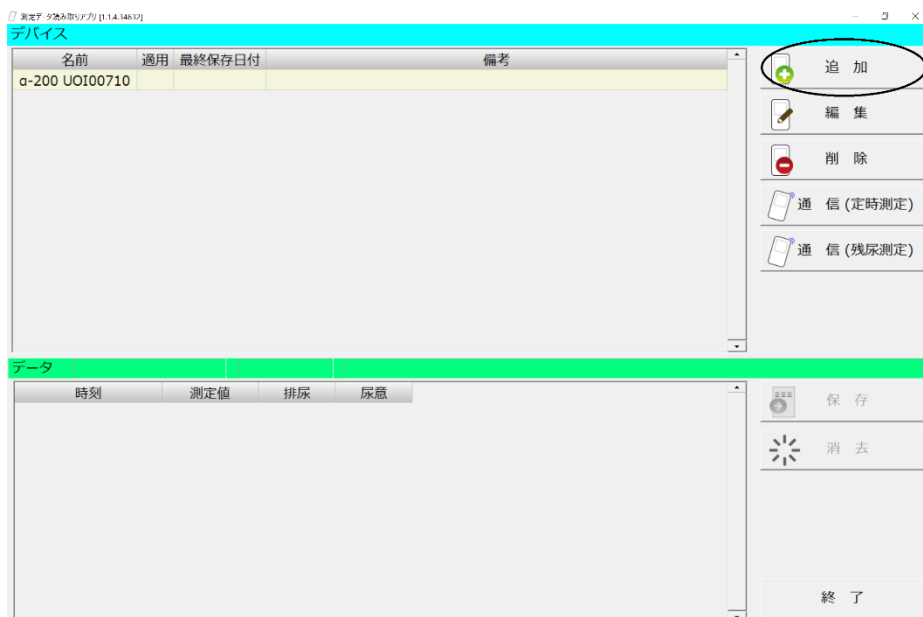 測定データ読み取りアプリ [1.1.4.34632]
デバイス
名前 適用 最終保存日付 備考
α-200 UOI00710
追 加
編 集
削 除
通 信 (定時測定)
通 信 (残尿測定)
データ
時刻 測定値 排尿 尿意
保 存
消 去
終 了